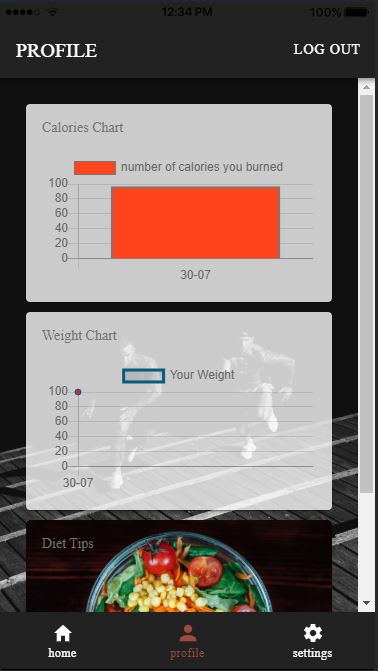 12:34 PM 100%
PROFILE LOG OUT
Calories Chart
number of calories you burned
100
80
60
40
20
0
30-07
Weight Chart
Your Weight
100
80
60
40
20
0
30-07
Diet Tips
home profile settings